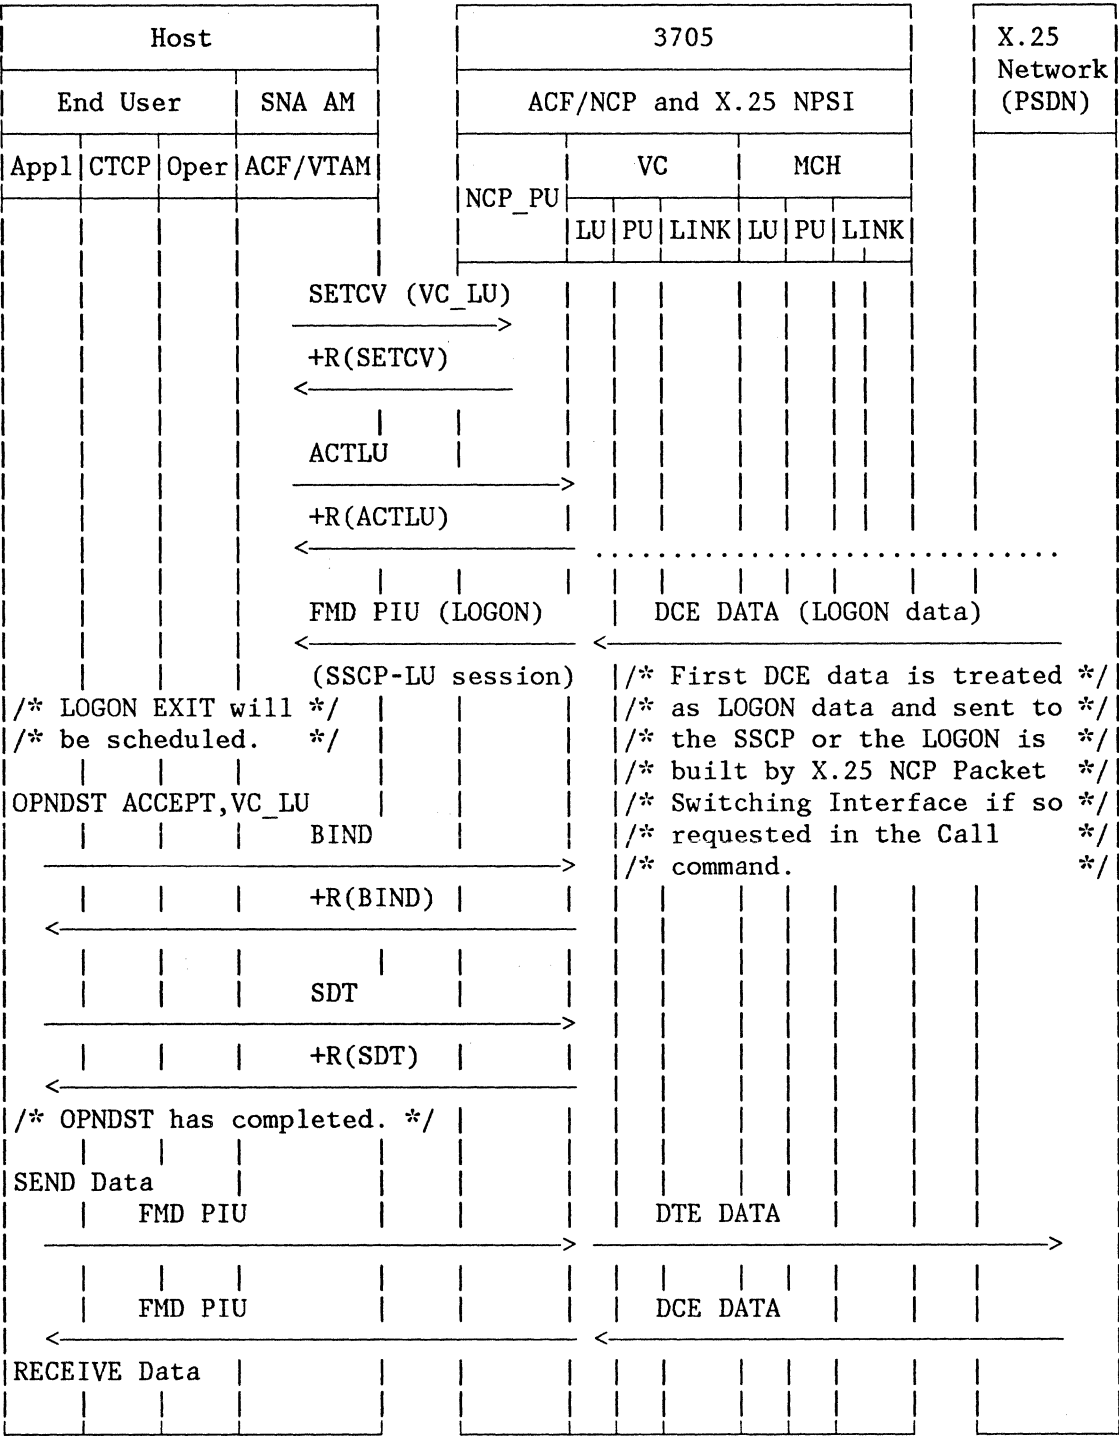 Host 3705 X.25
Network
End User SNA AM ACF/NCP and X.25 NPSI (PSDN)
Appl CTCP Oper ACF/VTAM VC MCH
NCP_PU
LU PU LINK LU PU LINK
SETCV (VC_LU)
+R(SETCV)
ACTLU
+R(ACTLU)
FMD PIU (LOGON) DCE DATA (LOGON data)
(SSCP-LU session) /* First DCE data is treated */
/* LOGON EXIT will */ /* as LOGON data and sent to */
/* be scheduled. */ /* the SSCP or the LOGON is */
/* built by X.25 NCP Packet */
OPNDST ACCEPT,VC_LU /* Switching Interface if so */
BIND /* requested in the Call */
/* command. */
+R(BIND)
SDT
+R(SDT)
/* OPNDST has completed. */
SEND Data
FMD PIU DTE DATA
FMD PIU DCE DATA
RECEIVE Data